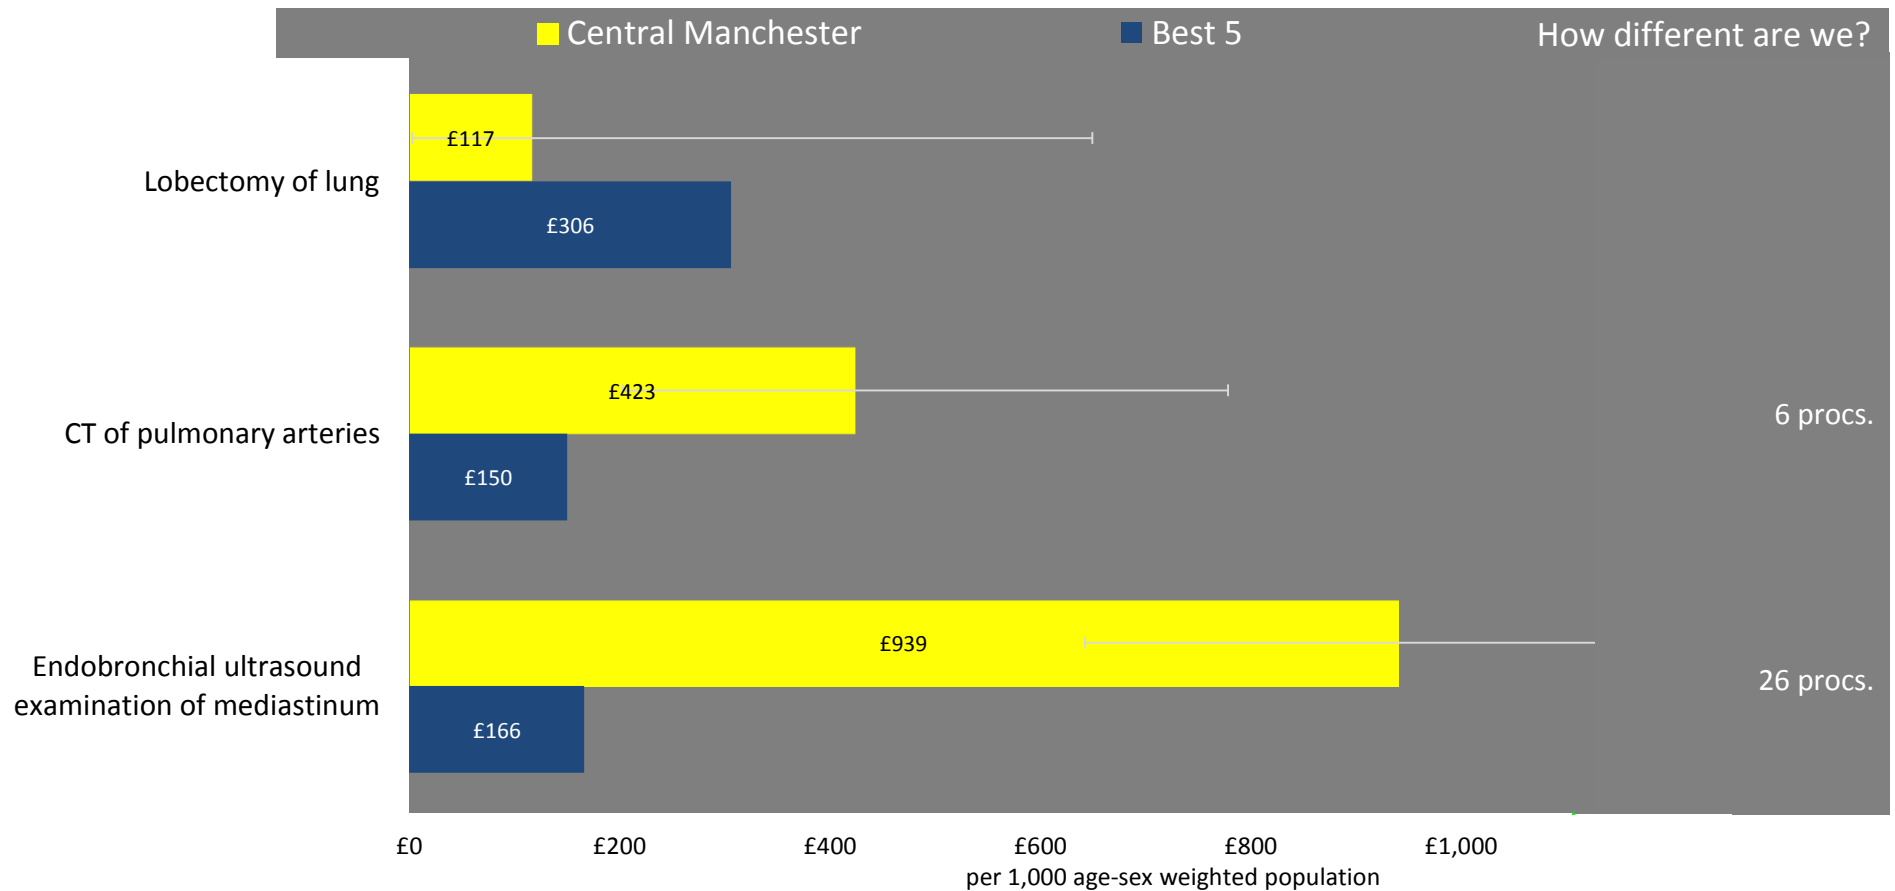 Central Manchester
Best 5
How different are we?
Lobectomy of lung
£117
£306
CT of pulmonary arteries
£423
£150
6 procs.
Endobronchial ultrasound
examination of mediastinum
£939
£166
26 procs.
£0 £200 £400 £600 £800 £1,000
per 1,000 age-sex weighted population